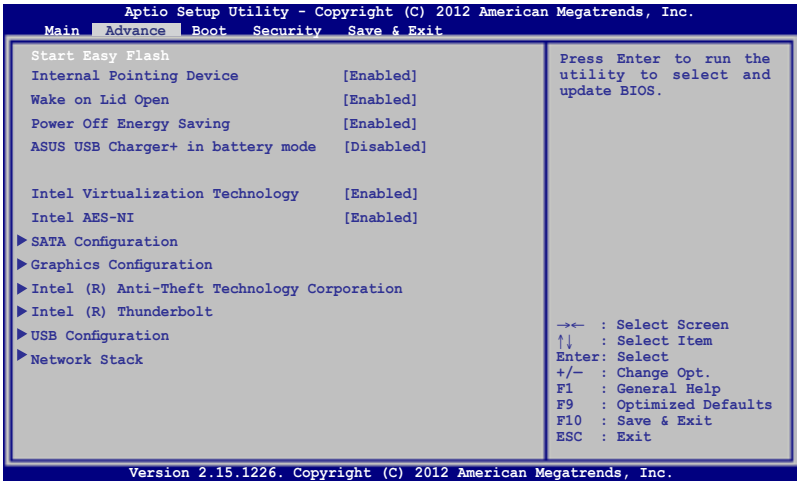 Aptio Setup Utility - Copyright (C) 2012 American Megatrends, Inc.
Main Advance Boot Security Save & Exit
Start Easy Flash
Internal Pointing Device [Enabled]
Wake on Lid Open [Enabled]
Power Off Energy Saving [Enabled]
ASUS USB Charger+ in battery mode [Disabled]
Intel Virtualization Technology [Enabled]
Intel AES-NI [Enabled]
SATA Configuration
Graphics Configuration
Intel (R) Anti-Theft Technology Corporation
Intel (R) Thunderbolt
USB Configuration
Network Stack
Press Enter to run the
utility to select and
update BIOS.
→← : Select Screen
↑↓ : Select Item
Enter: Select
+/— : Change Opt.
F1 : General Help
F9 : Optimized Defaults
F10 : Save & Exit
ESC : Exit
Version 2.15.1226. Copyright (C) 2012 American Megatrends, Inc.